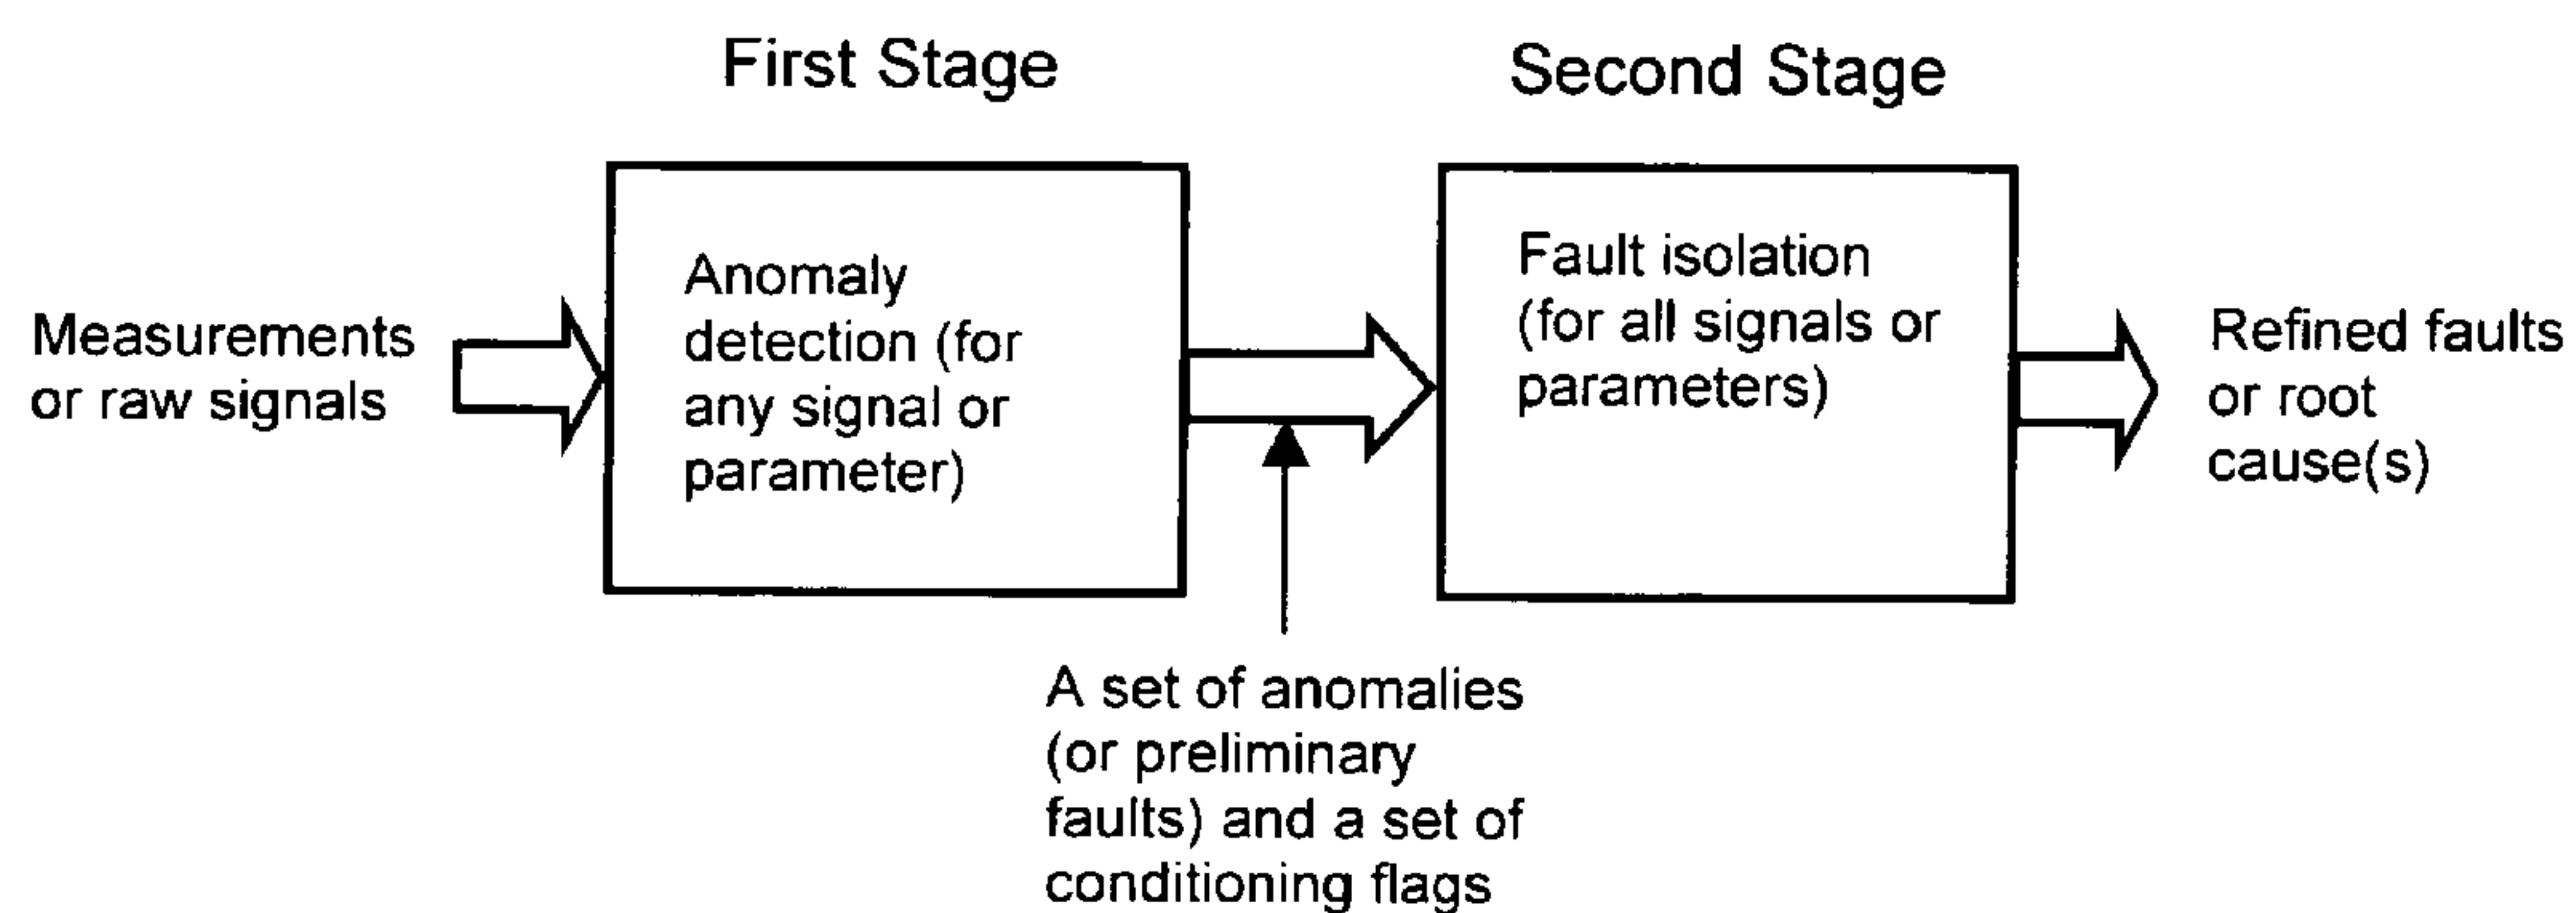 First Stage
Second Stage
Measurements
or raw signals
Anomaly
detection (for
any signal or
parameter)
Fault isolation
(for all signals or
parameters)
Refined faults
or root
cause(s)
A set of anomalies
(or preliminary
faults) and a set of
conditioning flags